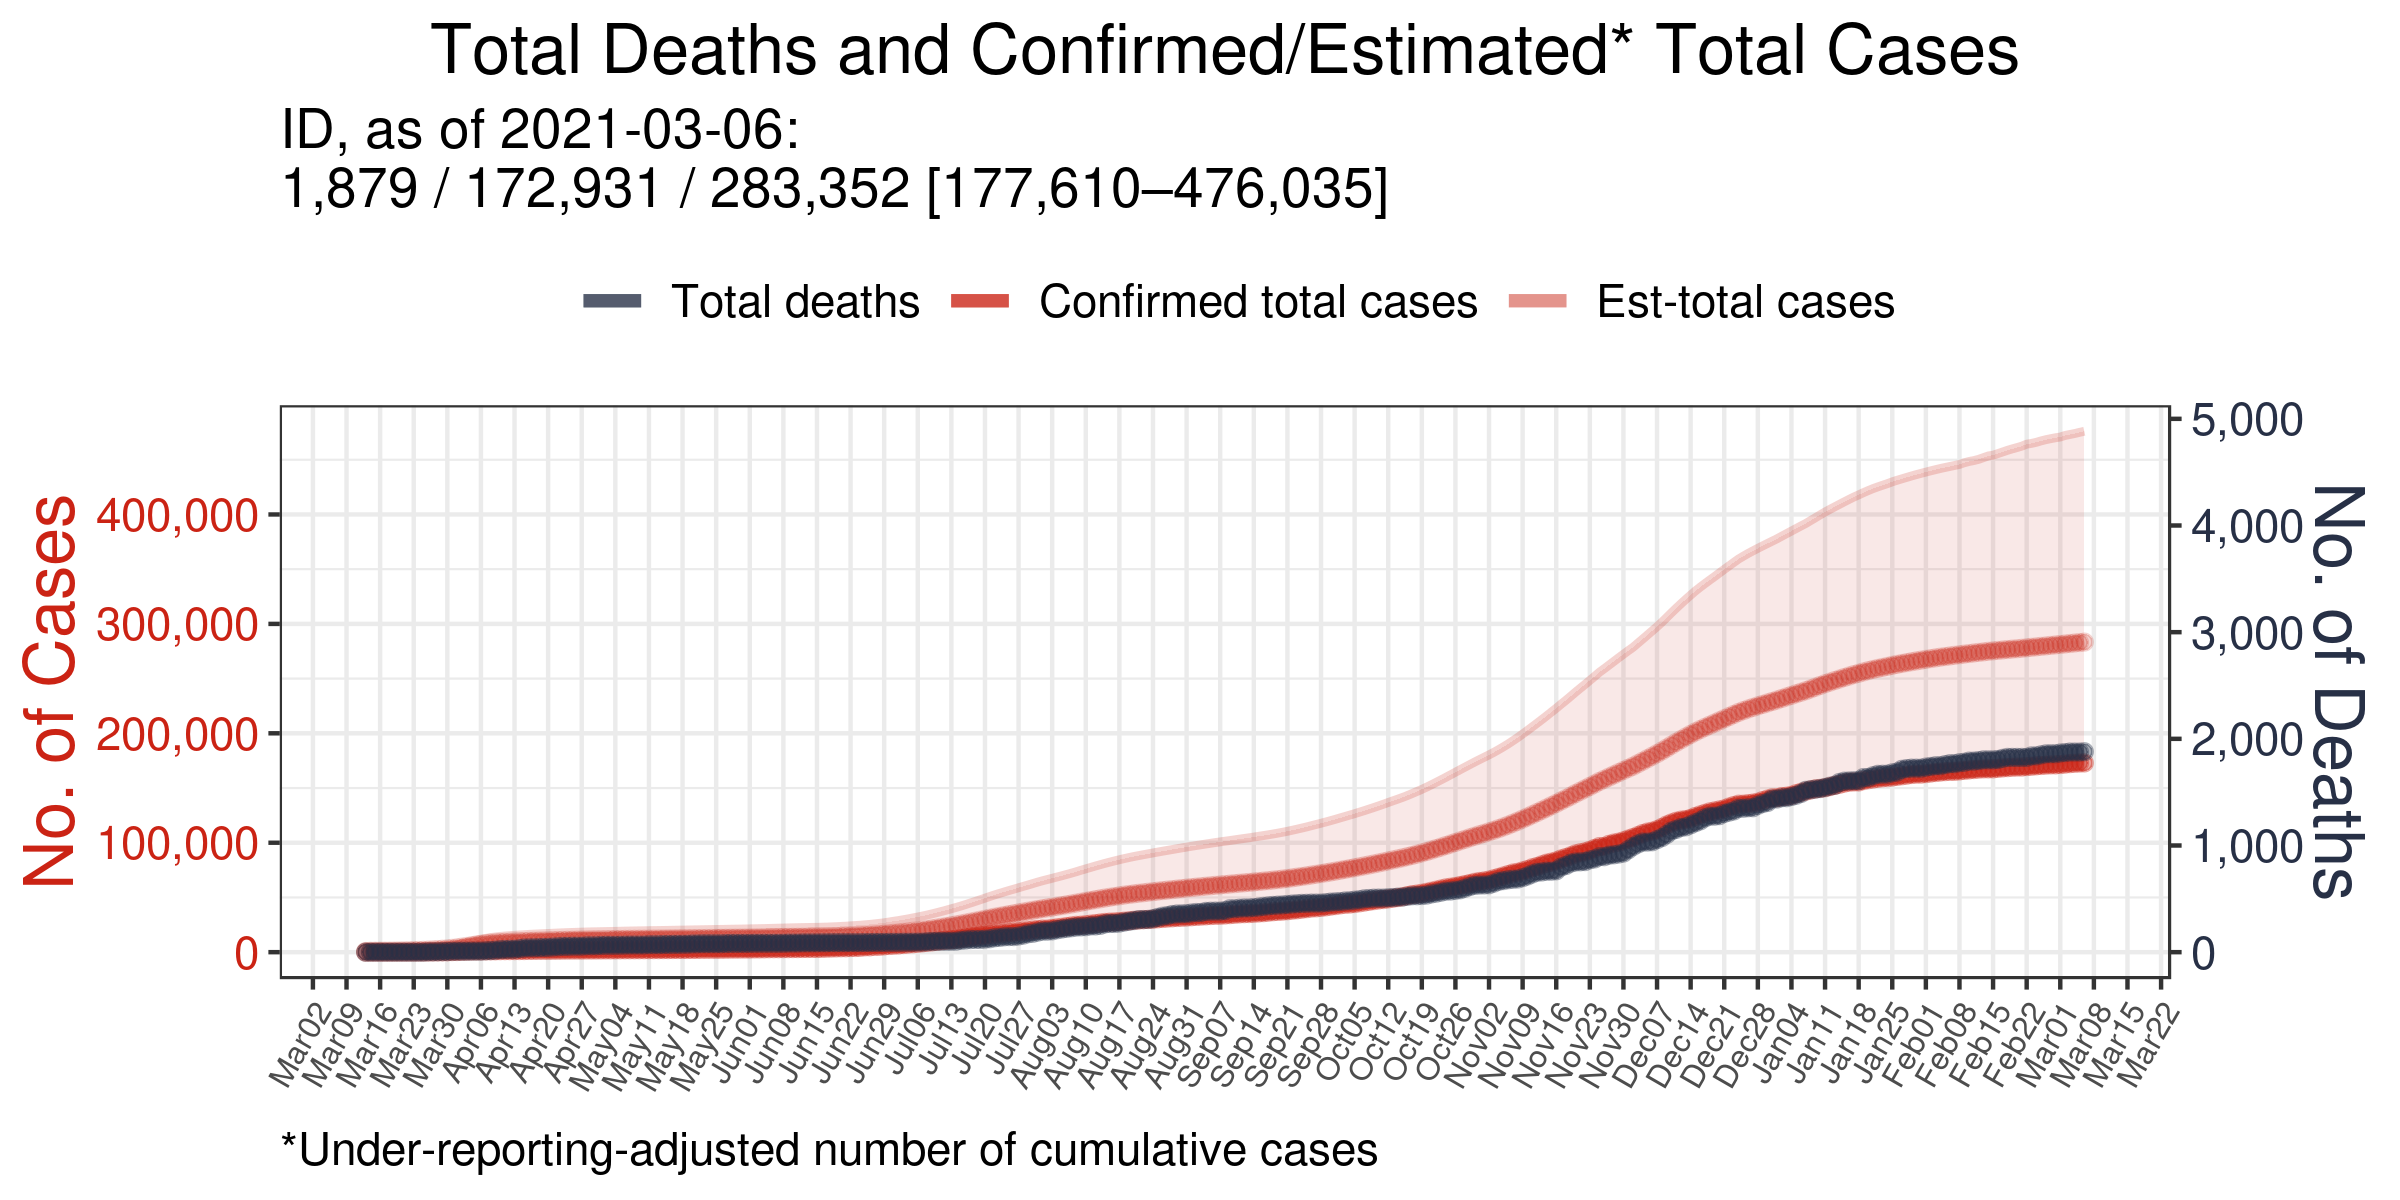 Total Deaths and Confirmed/Estimated* Total Cases
ID, as of 2021-03-06:
1,879 / 172,931 / 283,352 [177,610–476,035]
Total deaths
Confirmed total cases
Est-total cases
No. of Cases
400,000
300,000
200,000
100,000
0
5,000
4,000
3,000
2,000
1,000
0
No. of Deaths
Mar02
Mar09
Mar16
Mar23
Mar30
Apr06
Apr13
Apr20
Apr27
May04
May11
May18
May25
Jun01
Jun08
Jun15
Jun22
Jun29
Jul06
Jul13
Jul20
Jul27
Aug03
Aug10
Aug17
Aug24
Aug31
Sep07
Sep14
Sep21
Sep28
Oct05
Oct12
Oct19
Oct26
Nov02
Nov09
Nov16
Nov23
Nov30
Dec07
Dec14
Dec21
Dec28
Jan04
Jan11
Jan18
Jan25
Feb01
Feb08
Feb15
Feb22
Mar01
Mar08
Mar15
Mar22
*Under-reporting-adjusted number of cumulative cases